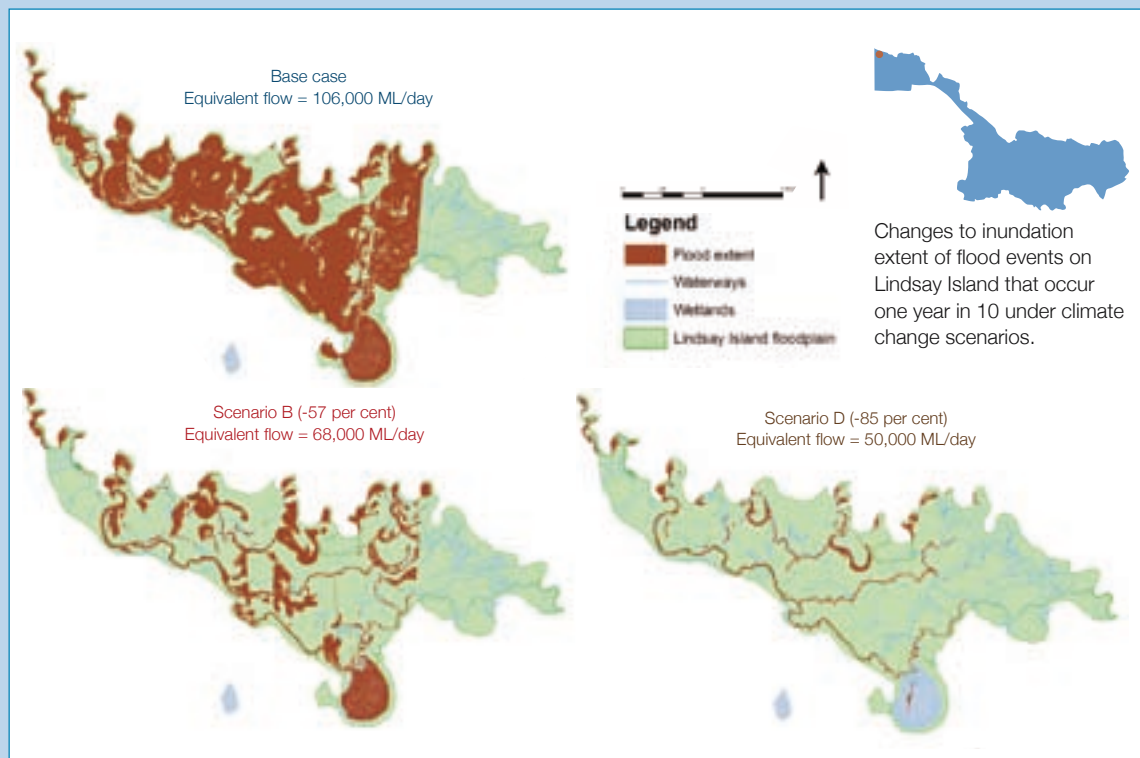 Base case
Equivalent flow = 106,000 ML/day
Legend
Flood extent
Waterways
Wetlands
Lindsay Island floodplain
Changes to inundation
extent of flood events on
Lindsay Island that occur
one year in 10 under climate
change scenarios.
Scenario B (-57 per cent)
Equivalent flow = 68,000 ML/day
Scenario D (-85 per cent)
Equivalent flow = 50,000 ML/day